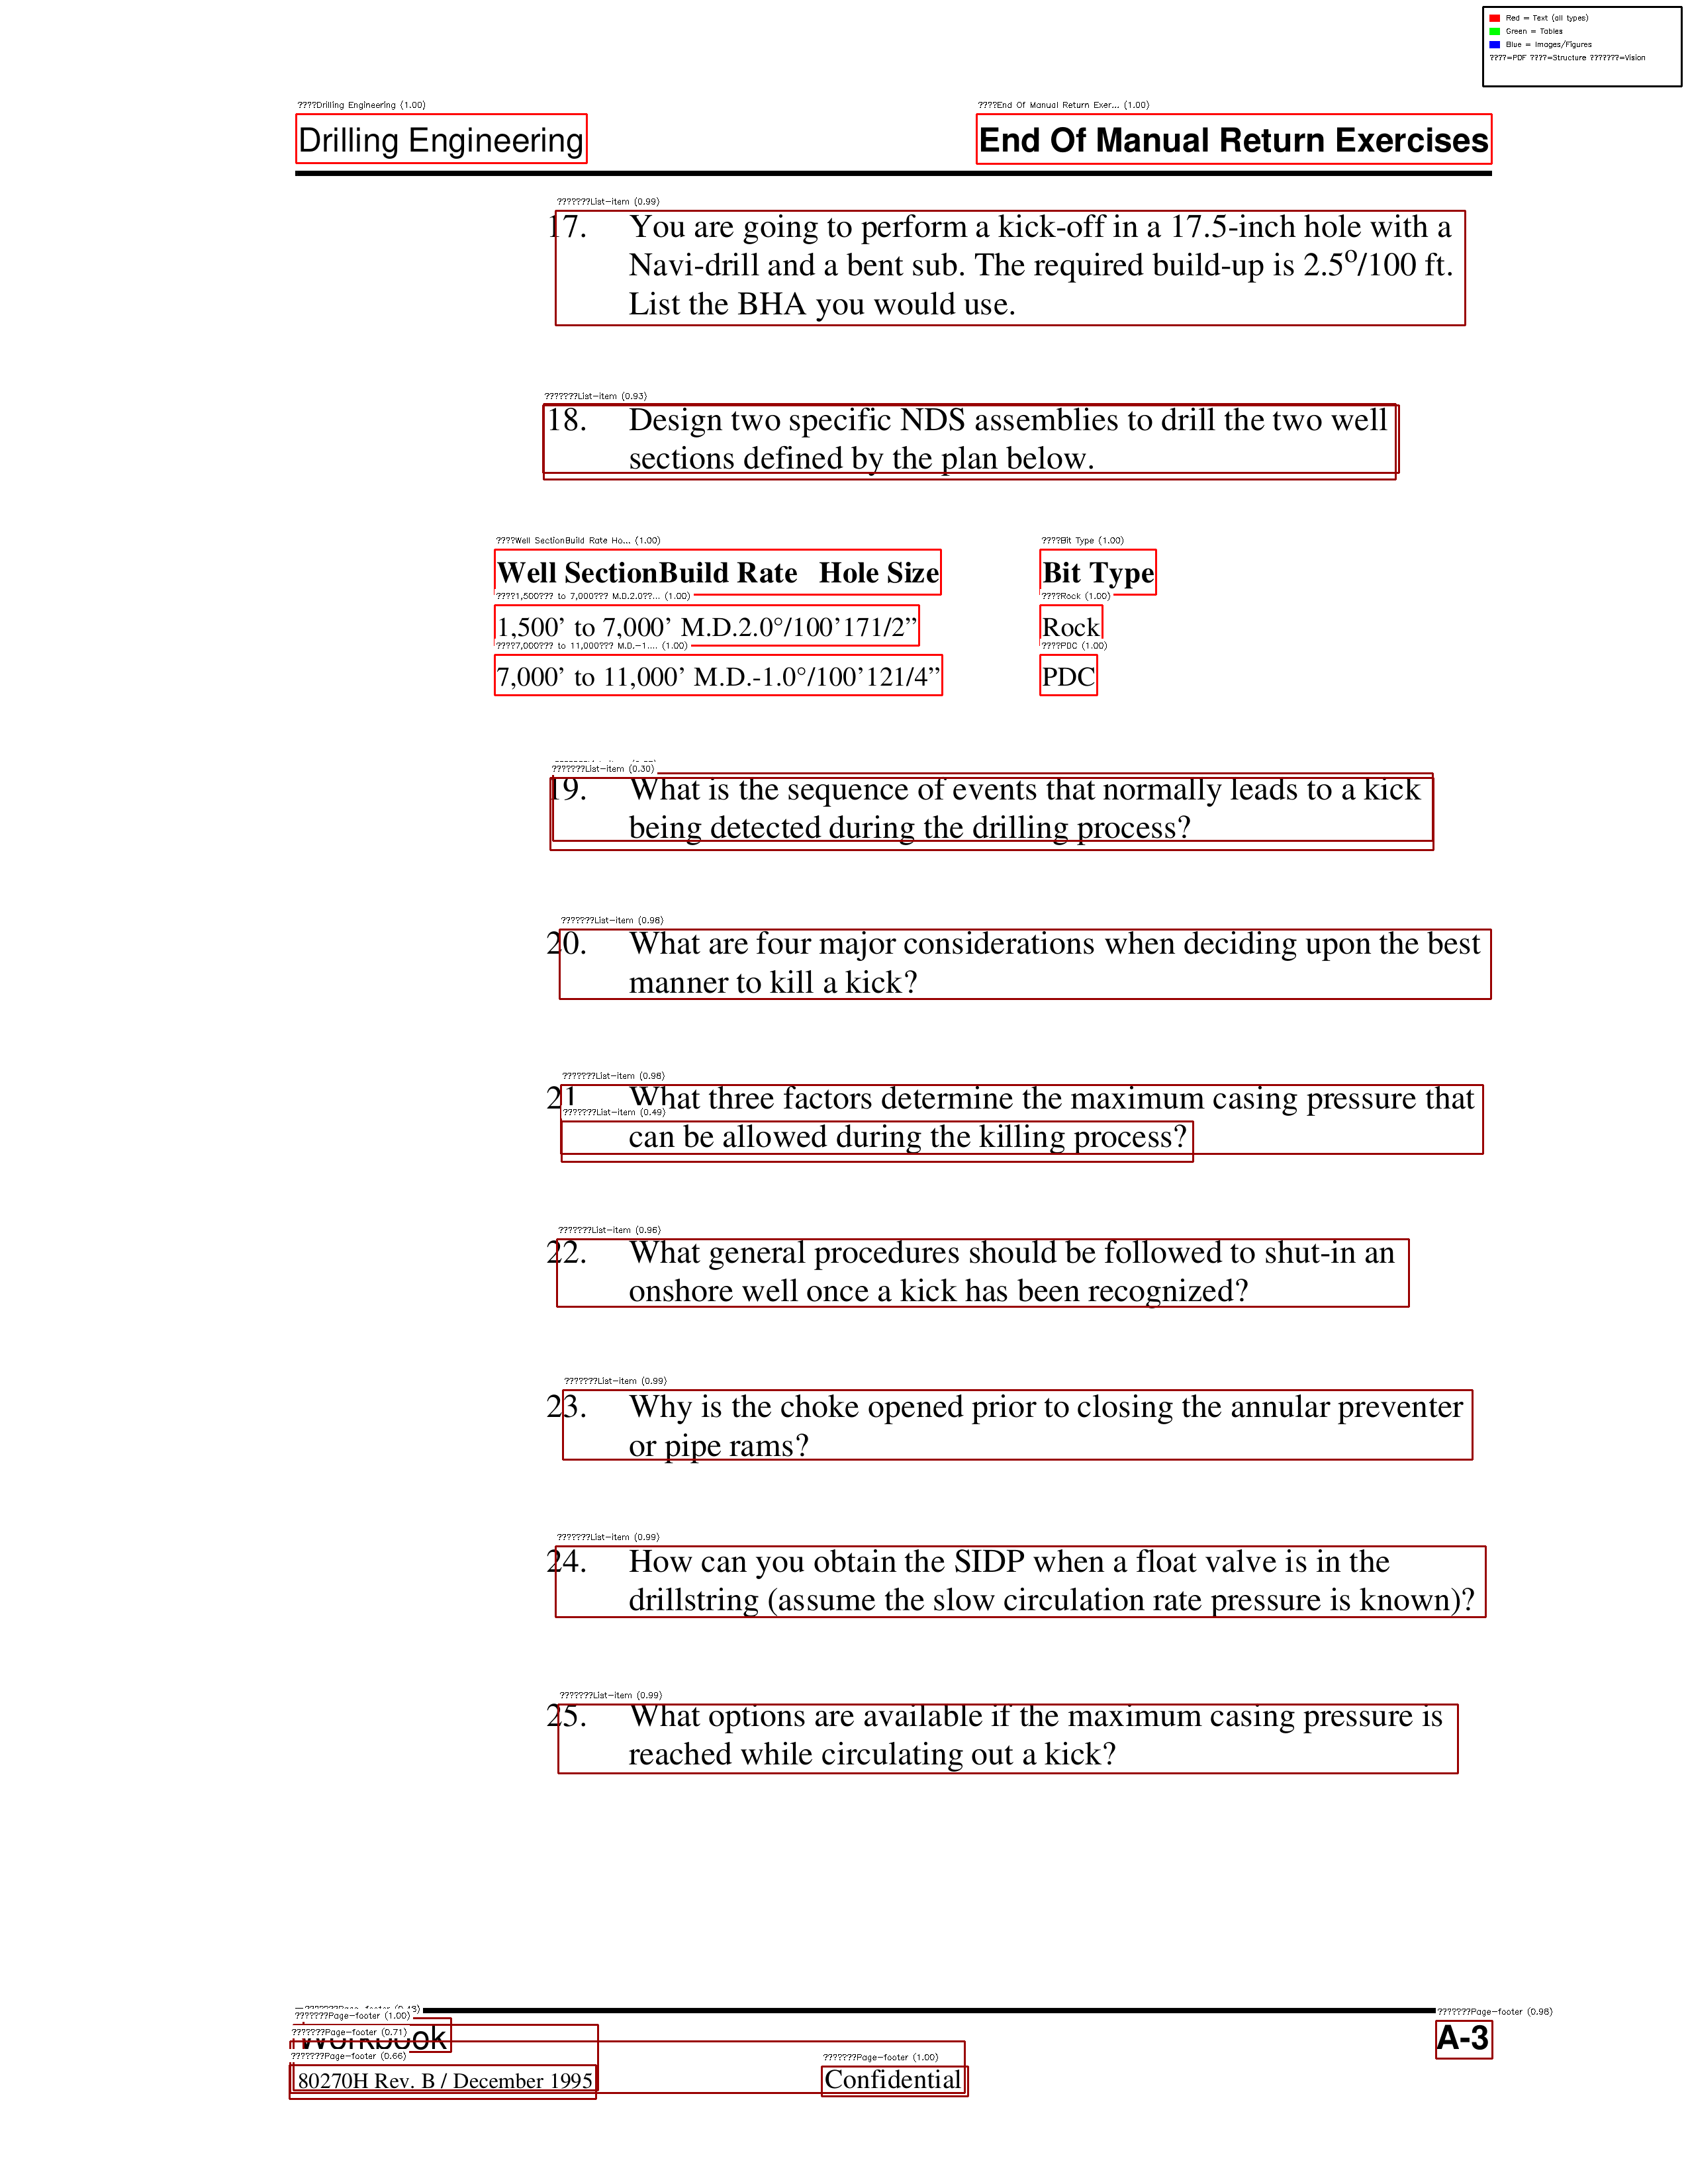 Red = Text (all types)
Green = Tables
Blue = Images/Figures
????=PDF ????=Structure ???????=Vision
????Drilling Engineering (1.00)
????End Of Manual Return Exer... (1.00)
Drilling Engineering
End Of Manual Return Exercises
???????List-item (0.99)
17. You are going to perform a kick-off in a 17.5-inch hole with a
Navi-drill and a bent sub. The required build-up is 2.5º/100 ft.
List the BHA you would use.
???????List-item (0.93)
18. Design two specific NDS assemblies to drill the two well
sections defined by the plan below.
????Well SectionBuild Rate Ho... (1.00)
????Bit Type (1.00)
Well SectionBuild Rate Hole Size Bit Type
????1,500??? to 7,000??? M.D.2.0??... (1.00)
????Rock (1.00)
1,500’ to 7,000’ M.D.2.0°/100’171/2” Rock
????7,000??? to 11,000??? M.D.-1.... (1.00)
????PDC (1.00)
7,000’ to 11,000’ M.D.-1.0°/100’121/4” PDC
???????List-item (0.30)
19. What is the sequence of events that normally leads to a kick
being detected during the drilling process?
???????List-item (0.98)
20. What are four major considerations when deciding upon the best
manner to kill a kick?
???????List-item (0.98)
21 What three factors determine the maximum casing pressure that
???????List-item (0.49)
can be allowed during the killing process?
???????List-item (0.96)
22. What general procedures should be followed to shut-in an
onshore well once a kick has been recognized?
???????List-item (0.99)
23. Why is the choke opened prior to closing the annular preventer
or pipe rams?
???????List-item (0.99)
24. How can you obtain the SIDP when a float valve is in the
drillstring (assume the slow circulation rate pressure is known)?
???????List-item (0.99)
25. What options are available if the maximum casing pressure is
reached while circulating out a kick?
???????Page-footer (0.98)
???????Page-footer (1.00)
???????Page-footer (0.71)
Workbook
A-3
???????Page-footer (0.66)
???????Page-footer (1.00)
80270H Rev. B / December 1995
Confidential